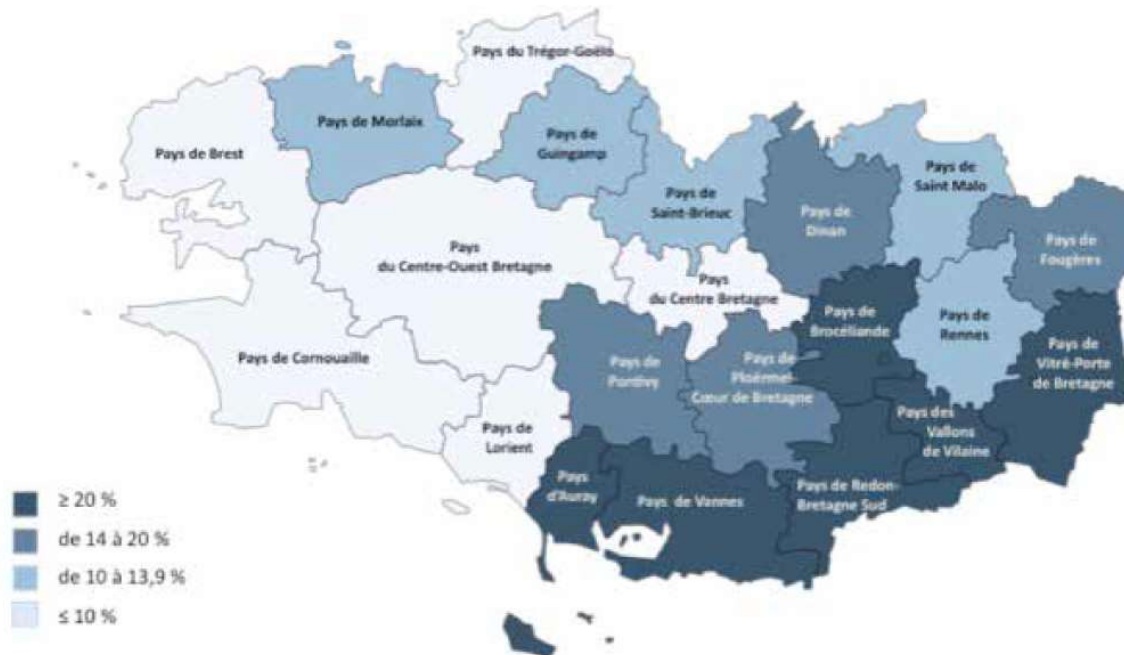 Pays du Trégor-Goëlo
Pays de Morlaix
Pays de Brest
Pays de
Guingamp
Pays de
Saint-Brieuc
Pays de
Saint Malo
Pays de
Dinan
Pays de
Fougères
Pays
du Centre-Ouest Bretagne
Pays
du Centre Bretagne
Pays de
Brocéliande
Pays de
Rennes
Pays de
Vitré-Porte
de Bretagne
Pays de Cornouaille
Pays de
Pontivy
Pays de
Ploërmel-
Cœur de Bretagne
Pays des
Vallons
de Vilaine
Pays de
Lorient
Pays
d'Auray
Pays de Vannes
Pays de Redon-
Bretagne Sud
≥ 20 %
de 14 à 20 %
de 10 à 13,9 %
≤ 10 %